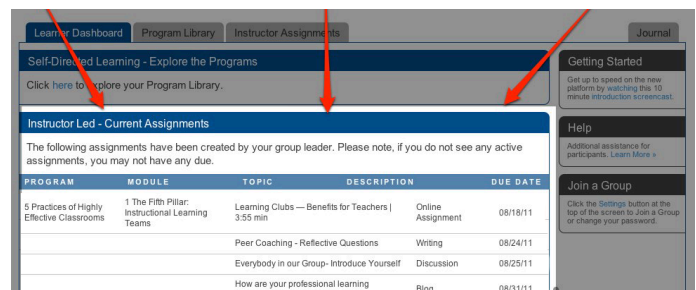 Learner Dashboard Program Library Instructor Assignments Journal
Self-Directed Learning - Explore the Programs
Click here to explore your Program Library.
Getting Started
Get up to speed on the new
platform by watching this 10
minute introduction screencast.
Instructor Led - Current Assignments
The following assignments have been created by your group leader. Please note, if you do not see any active
assignments, you may not have any due.
Help
Additional assistance for
participants. Learn More »
Join a Group
Click the Settings button at the
top of the screen to Join a Group
or change your password.
PROGRAM MODULE TOPIC DESCRIPTION DUE DATE
5 Practices of Highly
Effective Classrooms
1 The Fifth Pillar:
Instructional Learning
Teams
Learning Clubs — Benefits for Teachers |
3:55 min
Online
Assignment
08/18/11
Peer Coaching - Reflective Questions Writing 08/24/11
Everybody in our Group- Introduce Yourself Discussion 08/25/11
How are your professional learning
Blog 08/31/11